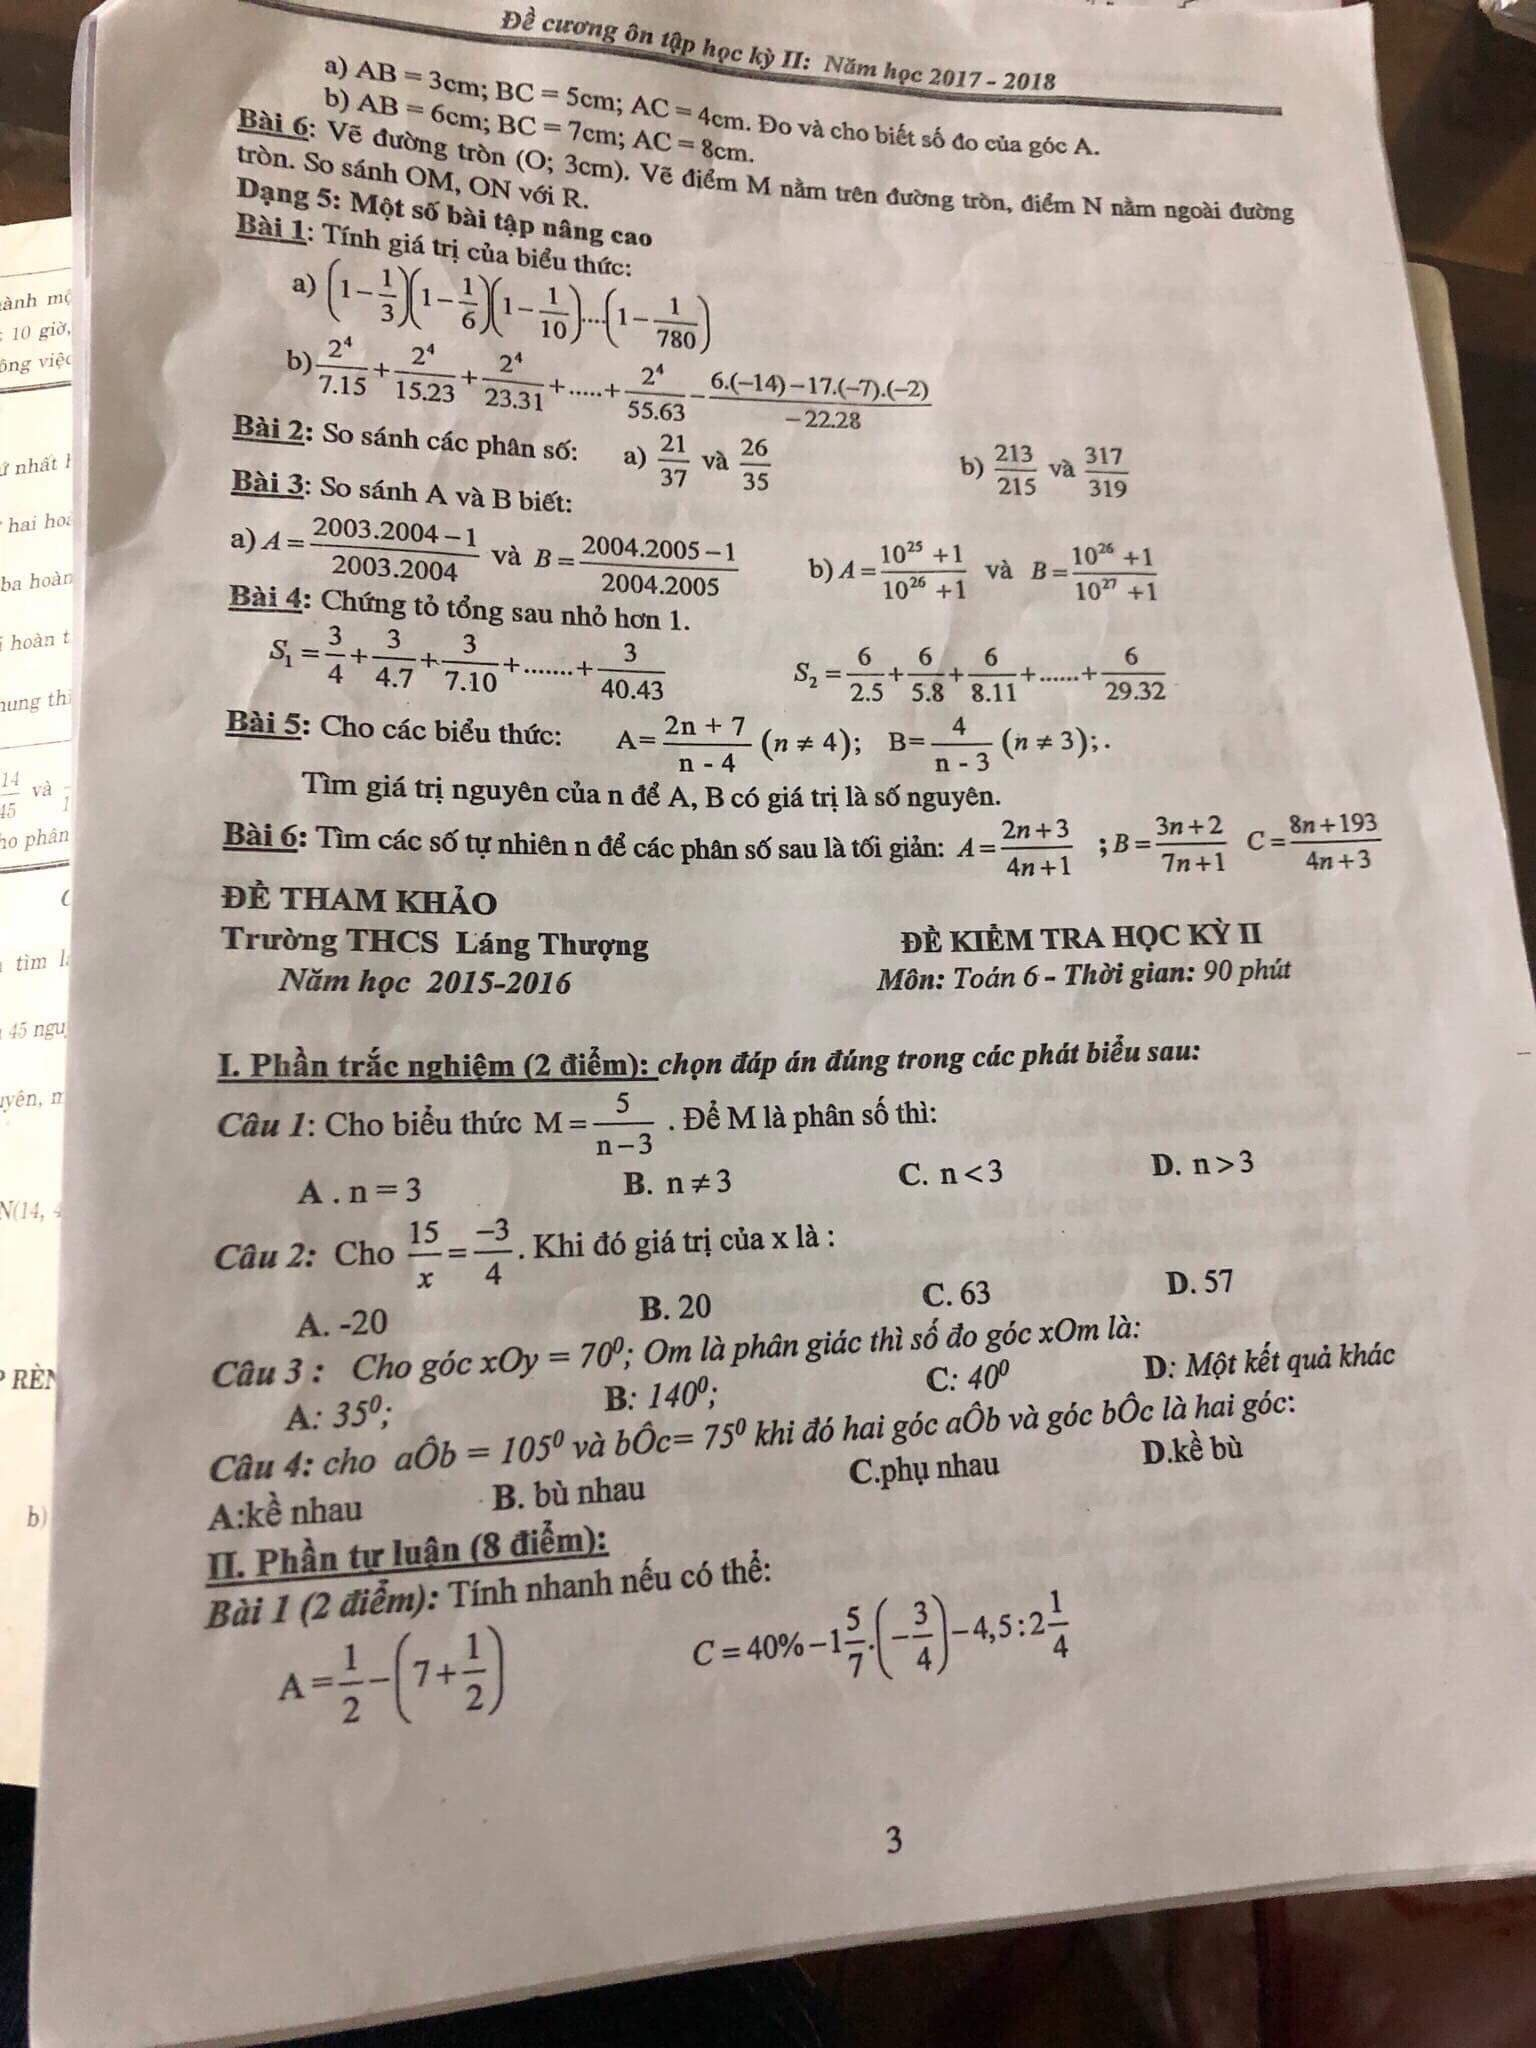 Đề cương ôn tập học kỳ II: Năm học 2017 - 2018
a) AB = 3cm; BC = 5cm; AC = 4cm. Đo và cho biết số đo của góc A.
b) AB = 6cm; BC = 7cm; AC = 8cm.
Bài 6: Vẽ đường tròn (O; 3cm). Vẽ điểm M nằm trên đường tròn, điểm N nằm ngoài đường
tròn. So sánh OM, ON với R.
Dạng 5: Một số bài tập nâng cao
Bài 1: Tính giá trị của biểu thức:
a) (1 − 1/3)(1 − 1/6)(1 − 1/10)....(1 − 1/780)
b) 2⁴/7.15 + 2⁴/15.23 + 2⁴/23.31 + ..... + 2⁴/55.63 − (6.(−14) − 17.(−7).(−2))/(−22.28)
Bài 2: So sánh các phân số: a) 21/37 và 26/35 b) 213/215 và 317/319
Bài 3: So sánh A và B biết:
a) A = (2003.2004 − 1)/(2003.2004) và B = (2004.2005 − 1)/(2004.2005) b) A = (10²⁵ + 1)/(10²⁶ + 1) và B = (10²⁶ + 1)/(10²⁷ + 1)
Bài 4: Chứng tỏ tổng sau nhỏ hơn 1.
S₁ = 3/4 + 3/4.7 + 3/7.10 + ....... + 3/40.43 S₂ = 6/2.5 + 6/5.8 + 6/8.11 + ...... + 6/29.32
Bài 5: Cho các biểu thức: A= (2n + 7)/(n - 4) (n ≠ 4); B= 4/(n - 3) (n ≠ 3);.
Tìm giá trị nguyên của n để A, B có giá trị là số nguyên.
Bài 6: Tìm các số tự nhiên n để các phân số sau là tối giản: A = (2n + 3)/(4n + 1) ; B = (3n + 2)/(7n + 1) C = (8n + 193)/(4n + 3)
ĐỀ THAM KHẢO
Trường THCS Láng Thượng ĐỀ KIỂM TRA HỌC KỲ II
Năm học 2015-2016 Môn: Toán 6 - Thời gian: 90 phút
I. Phần trắc nghiệm (2 điểm): chọn đáp án đúng trong các phát biểu sau:
Câu 1: Cho biểu thức M = 5/(n − 3) . Để M là phân số thì:
A . n = 3 B. n ≠ 3 C. n < 3 D. n > 3
Câu 2: Cho 15/x = −3/4 . Khi đó giá trị của x là :
A. -20 B. 20 C. 63 D. 57
Câu 3 : Cho góc xOy = 70⁰; Om là phân giác thì số đo góc xOm là:
A: 35⁰; B: 140⁰; C: 40⁰ D: Một kết quả khác
Câu 4: cho aÔb = 105⁰ và bÔc= 75⁰ khi đó hai góc aÔb và góc bÔc là hai góc:
A:kề nhau B. bù nhau C.phụ nhau D.kề bù
II. Phần tự luận (8 điểm):
Bài 1 (2 điểm): Tính nhanh nếu có thể:
A = 1/2 − (7 + 1/2) C = 40% − 1 5/7 . (− 3/4) − 4,5 : 2 1/4
3
10 giờ,
nhất
hai
ba hoàn
hoàn
14/45 và
phân
tìm
45
N(14,
RÈN
b)